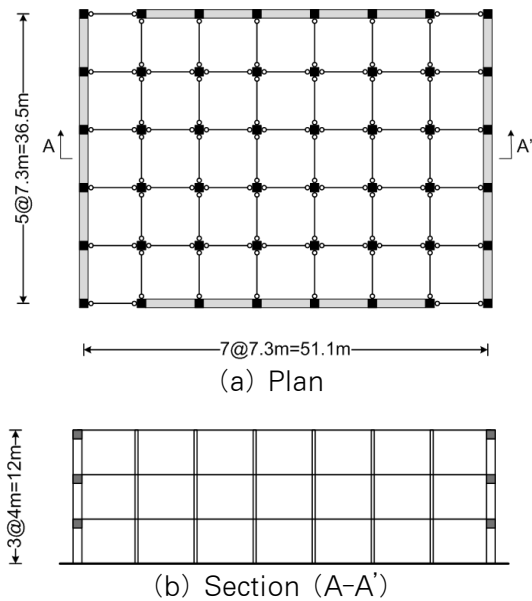 5@7.3m=36.5m
A
A'
7@7.3m=51.1m
(a) Plan
3@4m=12m
(b) Section (A-A')